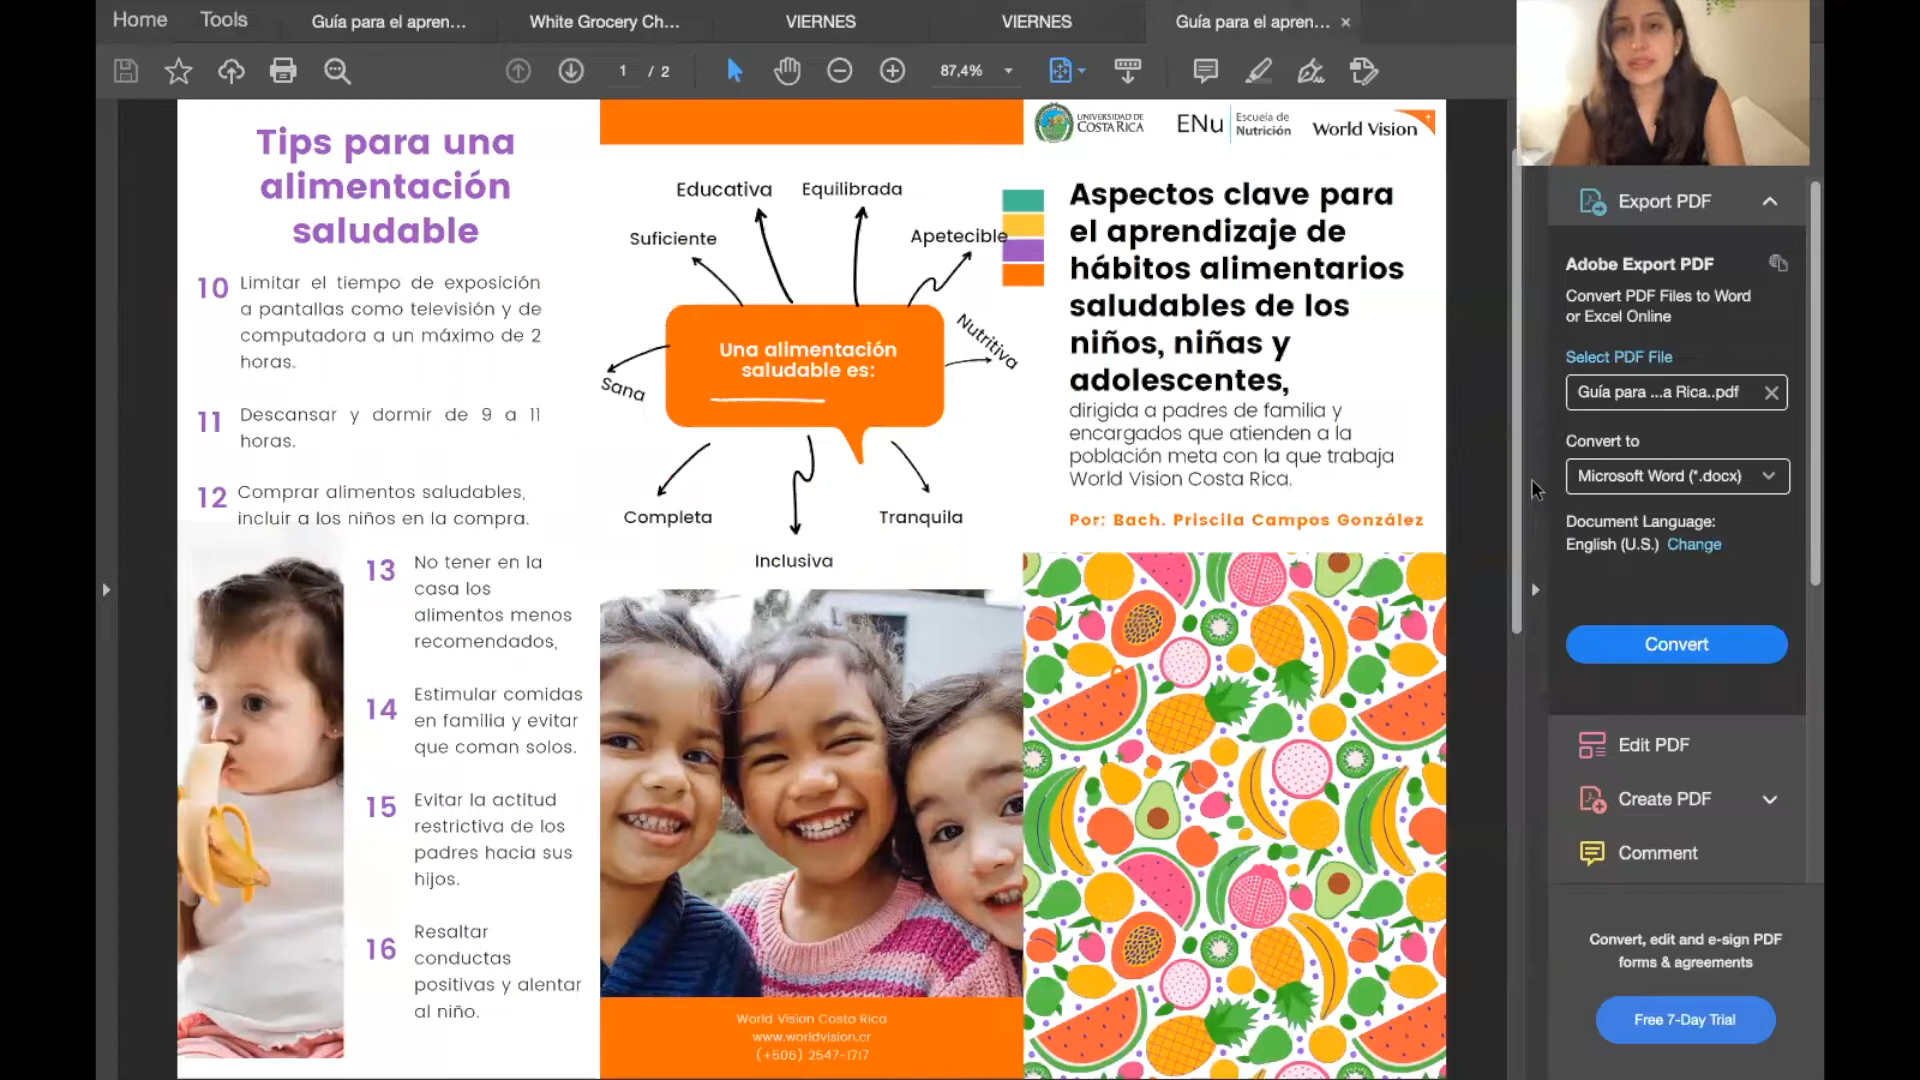 Home
Tools
Guía para el apren...
White Grocery Ch...
VIERNES
VIERNES
Guía para el apren...
1 / 2
87,4%
Tips para una
alimentación
saludable
10 Limitar el tiempo de exposición
a pantallas como televisión y de
computadora a un máximo de 2
horas.
11 Descansar y dormir de 9 a 11
horas.
12 Comprar alimentos saludables,
incluir a los niños en la compra.
13 No tener en la
casa los
alimentos menos
recomendados,
14 Estimular comidas
en familia y evitar
que coman solos.
15 Evitar la actitud
restrictiva de los
padres hacia sus
hijos.
16 Resaltar
conductas
positivas y alentar
al niño.
Educativa
Equilibrada
Suficiente
Apetecible
Nutritiva
Sana
Una alimentación
saludable es:
Completa
Tranquila
Inclusiva
World Vision Costa Rica
www.worldvision.cr
(+506) 2547-1717
UNIVERSIDAD DE
COSTA RICA
ENu
Escuela de
Nutrición
World Vision
Aspectos clave para
el aprendizaje de
hábitos alimentarios
saludables de los
niños, niñas y
adolescentes,
dirigida a padres de familia y
encargados que atienden a la
población meta con la que trabaja
World Vision Costa Rica.
Por: Bach. Priscila Campos González
Export PDF
Adobe Export PDF
Convert PDF Files to Word
or Excel Online
Select PDF File
Guía para ...a Rica..pdf
Convert to
Microsoft Word (*.docx)
Document Language:
English (U.S.) Change
Convert
Edit PDF
Create PDF
Comment
Convert, edit and e-sign PDF
forms & agreements
Free 7-Day Trial